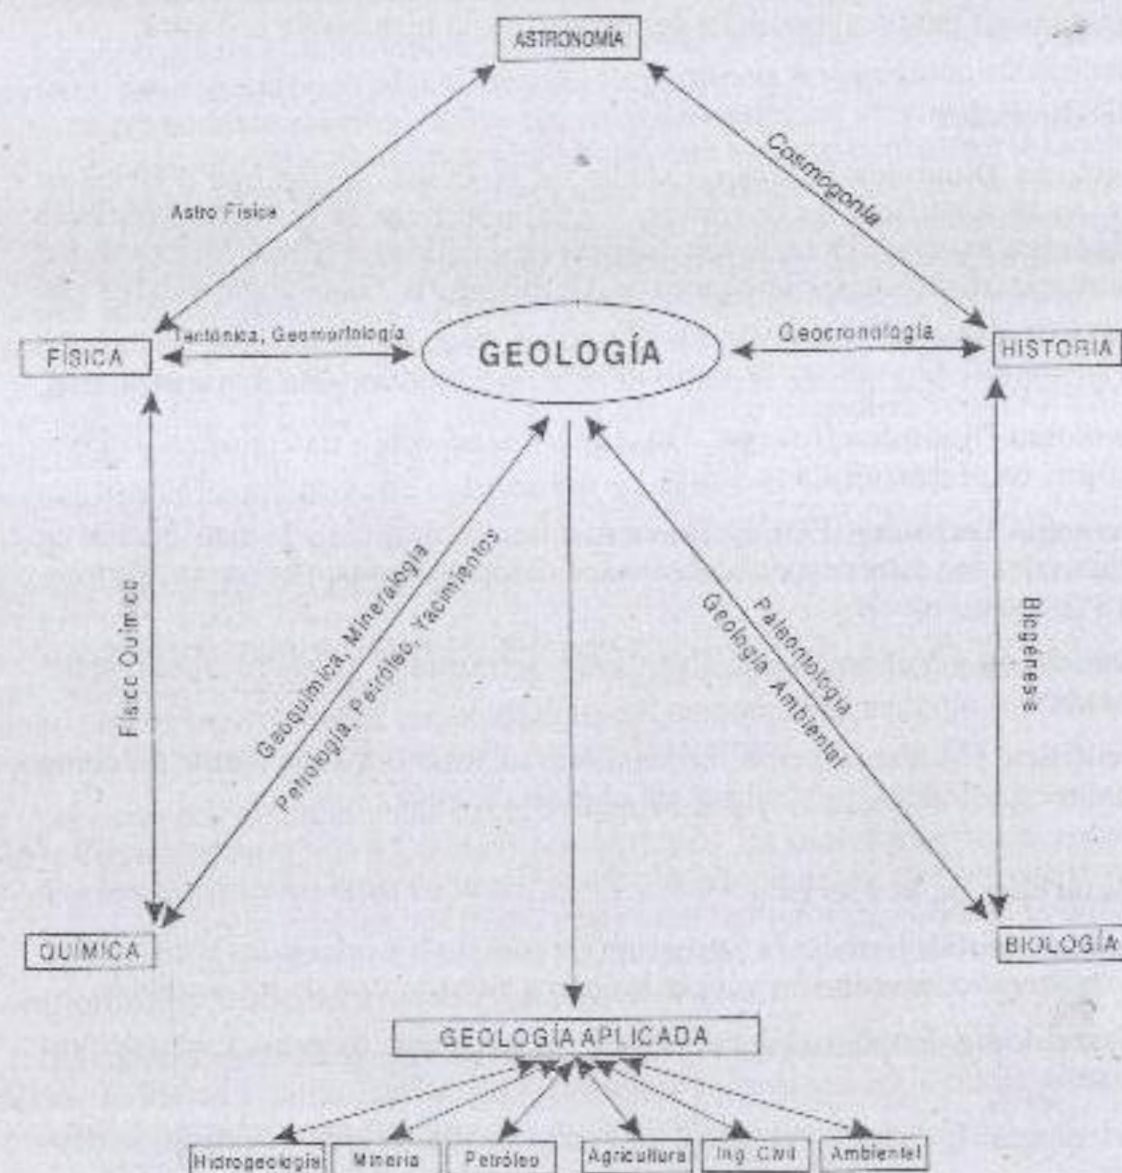 ASTRONOMÍA
Cosmogonía
Astro Física
Tectónica, Geomorfología
GEOLOGÍA
Geocronología
FÍSICA
HISTORIA
Físico Químico
Geoquímica, Mineralogía
Petrología, Petróleo, Yacimientos
Paleontología
Geología Ambiental
Biogénesis
QUÍMICA
BIOLOGÍA
GEOLOGÍA APLICADA
Hidrogeología
Minería
Petróleo
Agricultura
Ing. Civil
Ambiental